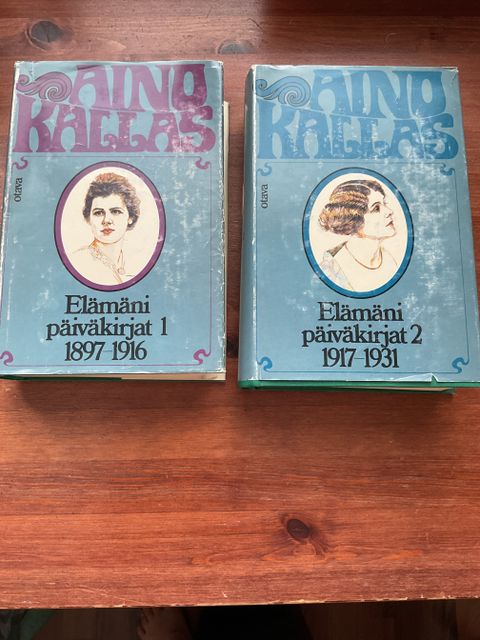 AINO
KALLAS
otava
Elämäni
päiväkirjat 1
1897-1916
AINO
KALLAS
otava
Elämäni
päiväkirjat 2
1917-1931